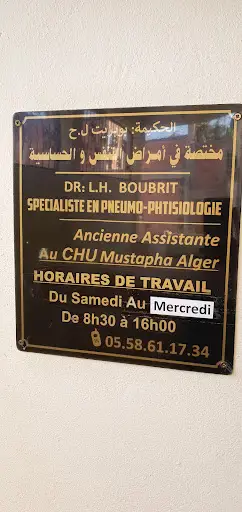 الحكيمة: بوبريت ل.ح
مختصة في أمراض التنفس و الحساسية
DR: L.H. BOUBRIT
SPECIALISTE EN PNEUMO-PHTISIOLOGIE
Ancienne Assistante
Au CHU Mustapha Alger
HORAIRES DE TRAVAIL
Du Samedi Au Mercredi
De 8h30 à 16h00
05.58.61.17.34